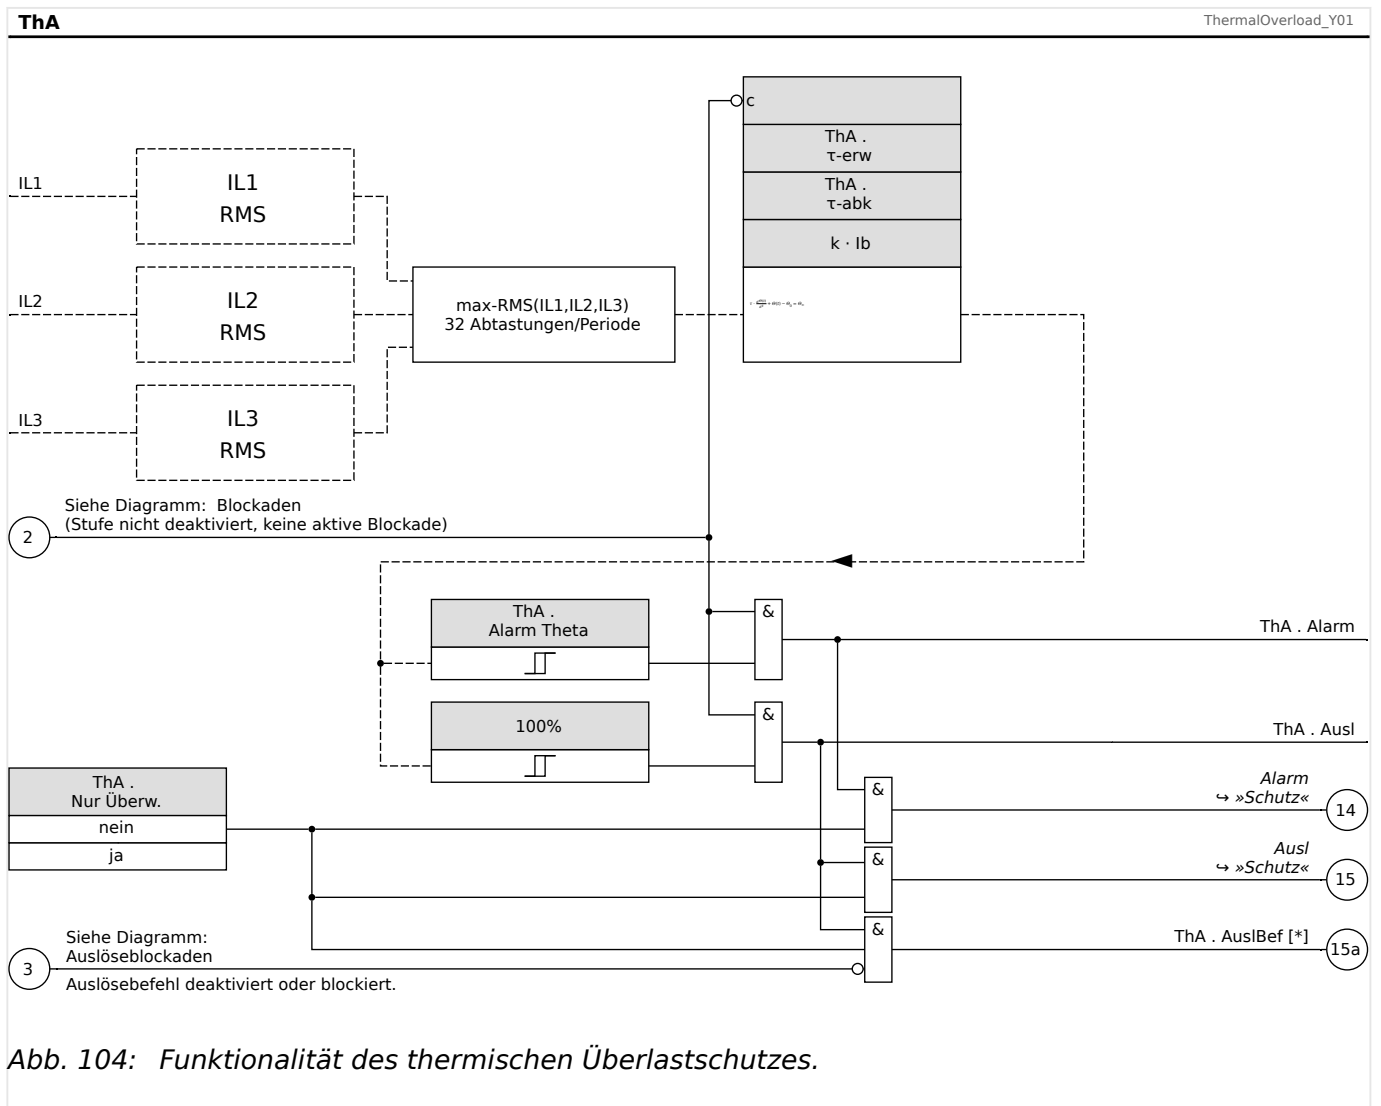 ThA
ThermalOverload_Y01
c
ThA .
τ-erw
ThA .
τ-abk
k · Ib
IL1
IL1
RMS
IL2
IL2
RMS
IL3
IL3
RMS
max-RMS(IL1,IL2,IL3)
32 Abtastungen/Periode
Siehe Diagramm: Blockaden
(Stufe nicht deaktiviert, keine aktive Blockade)
2
ThA .
Alarm Theta
&
ThA . Alarm
100%
&
ThA . Ausl
ThA .
Nur Überw.
nein
ja
&
Alarm
↪ »Schutz«
14
&
Ausl
↪ »Schutz«
15
&
ThA . AuslBef [*]
15a
Siehe Diagramm:
Auslöseblockaden
3
Auslösebefehl deaktiviert oder blockiert.
Abb. 104: Funktionalität des thermischen Überlastschutzes.